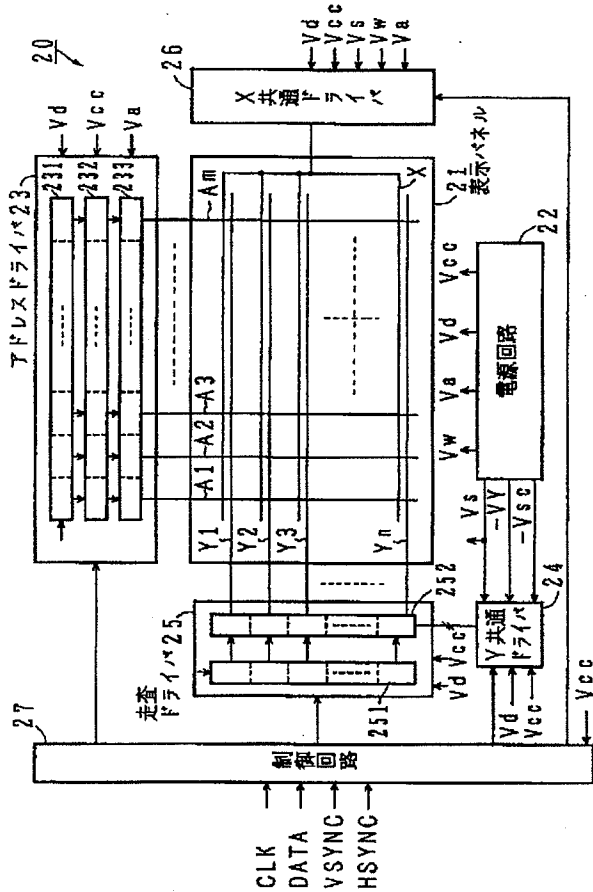 20
アドレスドライバ23
231
232
233
Vd
Vcc
Va
26
X共通ドライバ
Vd
Vcc
Vs
Vw
Va
Am
A1
A2
A3
X
21
表示パネル
Y1
Y2
Y3
Yn
走査
ドライバ25
251
252
Vd
Vcc
22
電源回路
Vw
Va
Vd
Vcc
Vs
-VY
-Vsc
24
Y共通
ドライバ
Vd
Vcc
27
制御回路
Vcc
CLK
DATA
VSYNC
HSYNC